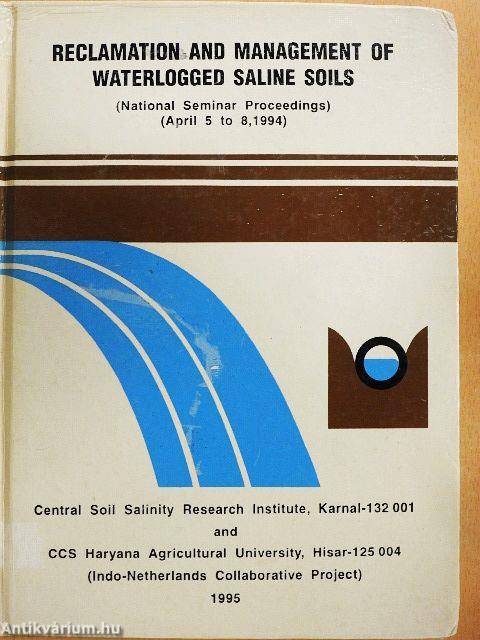 RECLAMATION AND MANAGEMENT OF
WATERLOGGED SALINE SOILS
(National Seminar Proceedings)
(April 5 to 8,1994)
Central Soil Salinity Research Institute, Karnal-132 001
and
CCS Haryana Agricultural University, Hisar-125 004
(Indo-Netherlands Collaborative Project)
1995
Antikvárium.hu